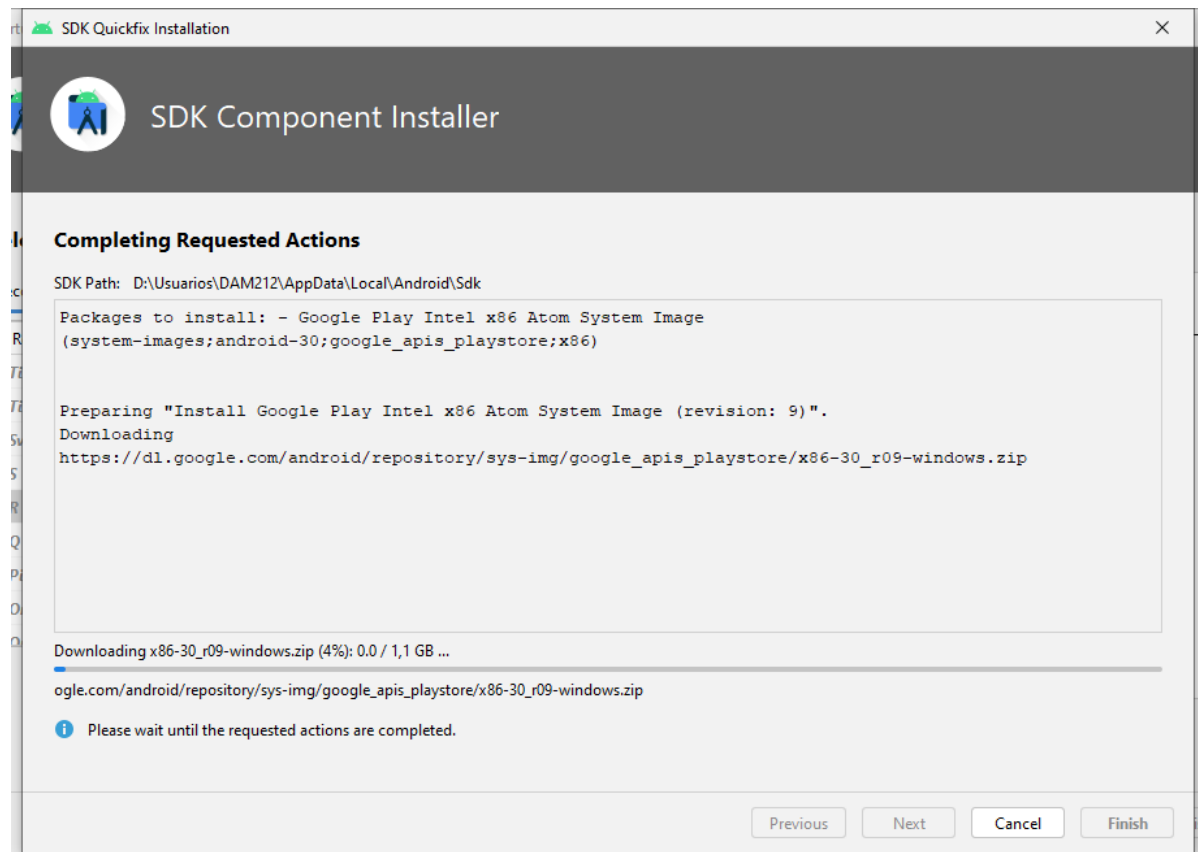 SDK Quickfix Installation
SDK Component Installer
Completing Requested Actions
SDK Path: D:\Usuarios\DAM212\AppData\Local\Android\Sdk
Packages to install: - Google Play Intel x86 Atom System Image
(system-images;android-30;google_apis_playstore;x86)
Preparing "Install Google Play Intel x86 Atom System Image (revision: 9)".
Downloading
https://dl.google.com/android/repository/sys-img/google_apis_playstore/x86-30_r09-windows.zip
Downloading x86-30_r09-windows.zip (4%): 0.0 / 1,1 GB ...
ogle.com/android/repository/sys-img/google_apis_playstore/x86-30_r09-windows.zip
Please wait until the requested actions are completed.
Previous Next Cancel Finish